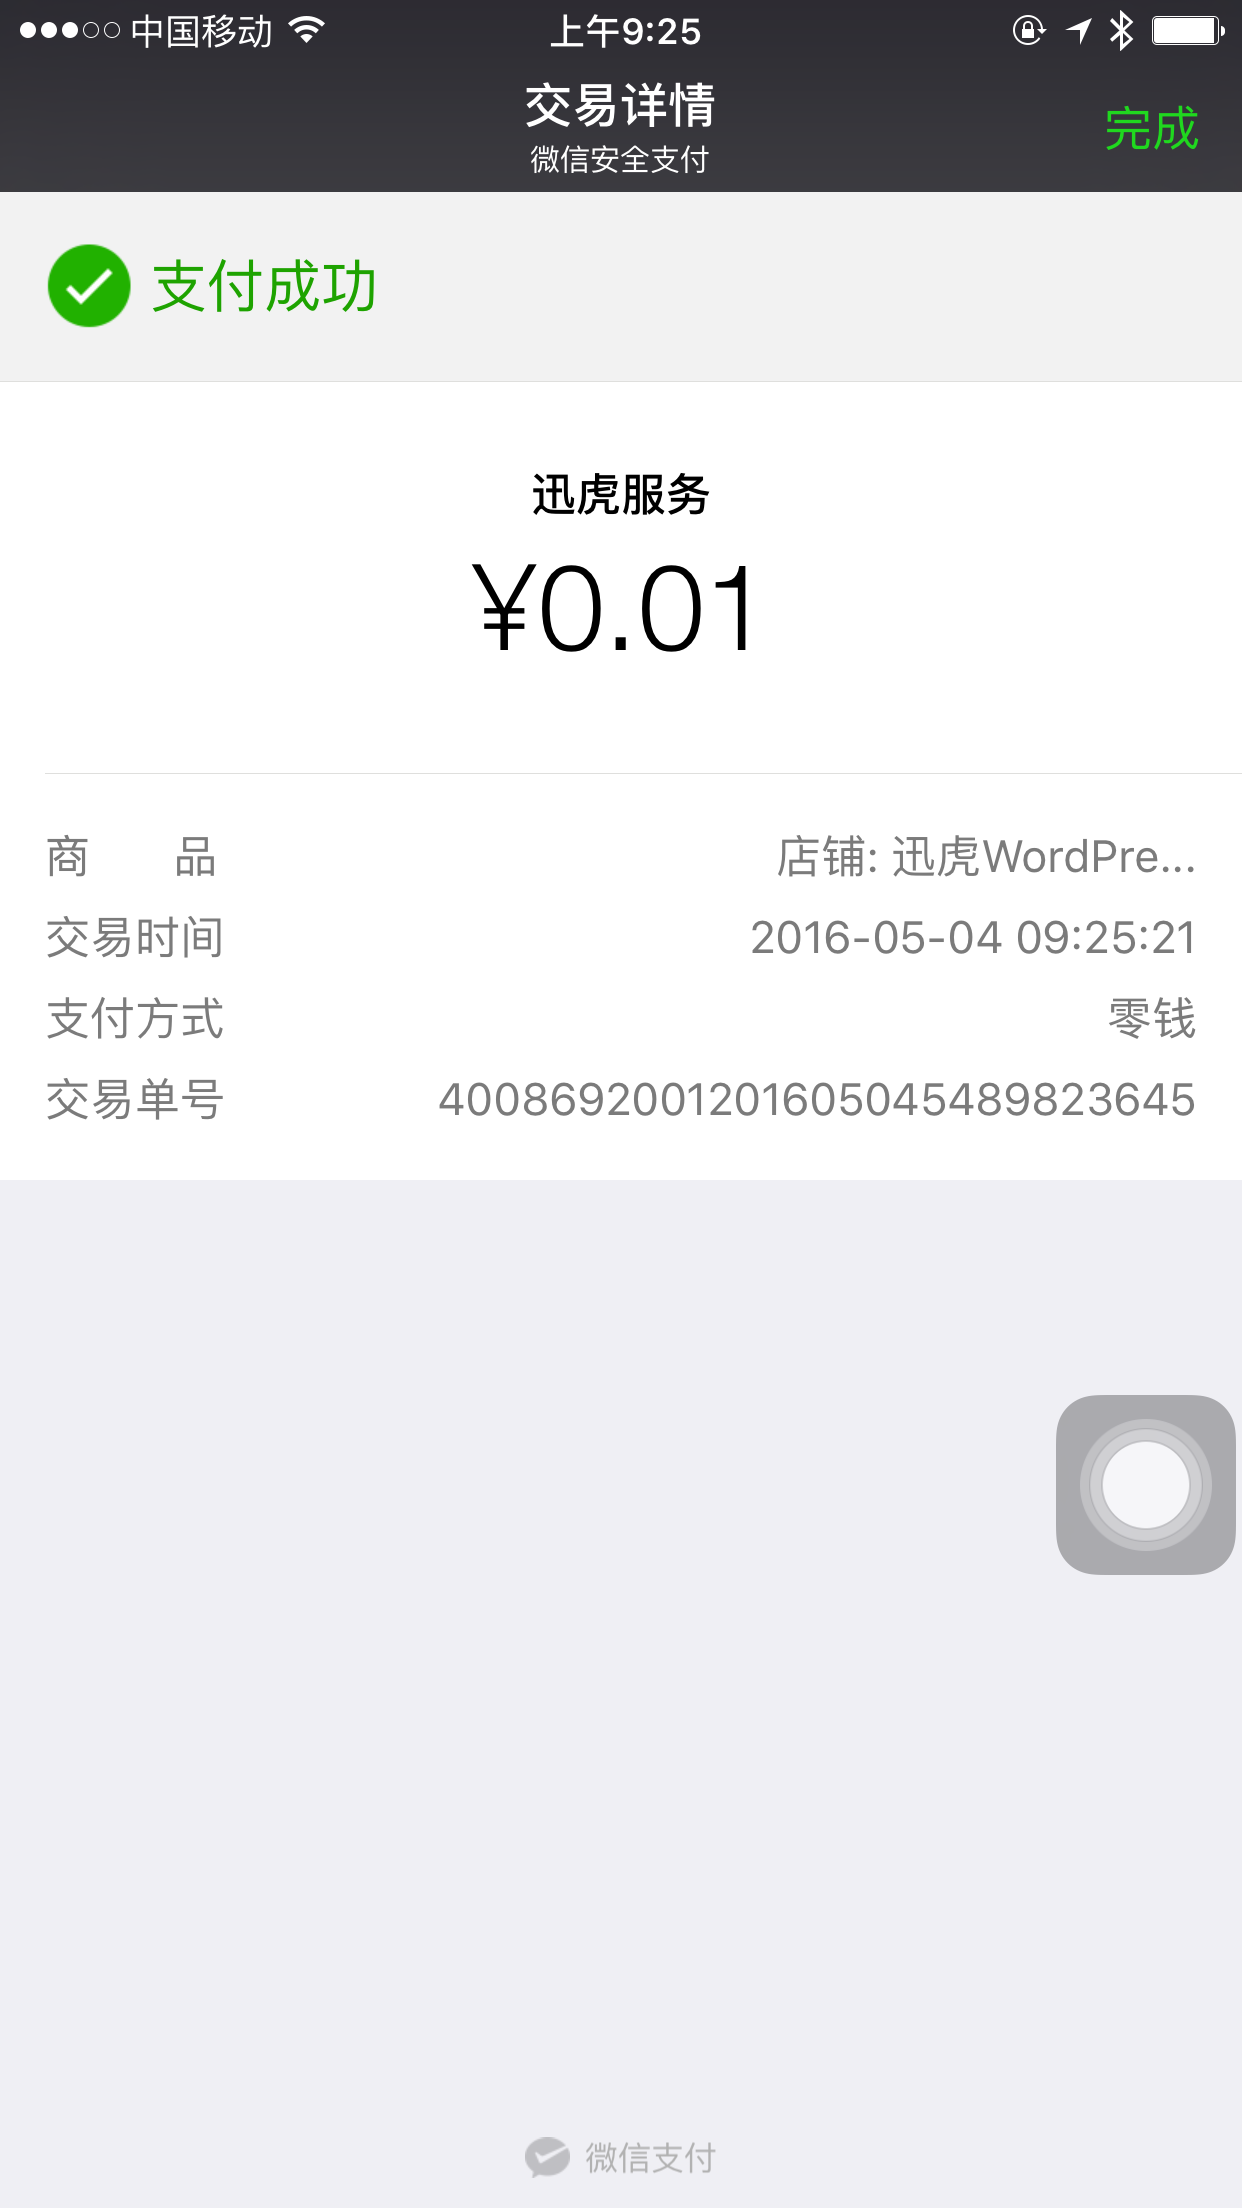 中国移动
上午9:25
交易详情
微信安全支付
完成
支付成功
迅虎服务
¥0.01
商 品
店铺: 迅虎WordPre...
交易时间
2016-05-04 09:25:21
支付方式
零钱
交易单号
4008692001201605045489823645
微信支付